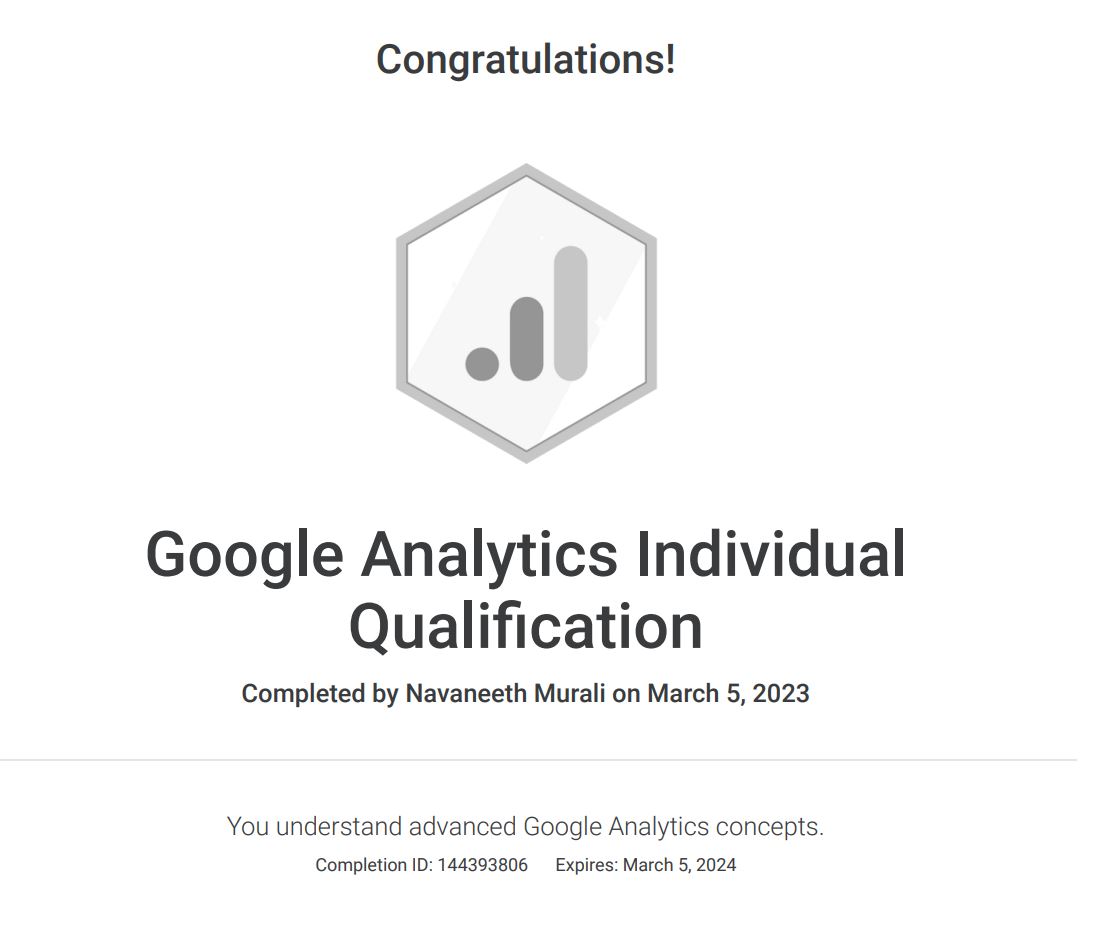 Congratulations!
Google Analytics Individual
Qualification
Completed by Navaneeth Murali on March 5, 2023
You understand advanced Google Analytics concepts.
Completion ID: 144393806 Expires: March 5, 2024